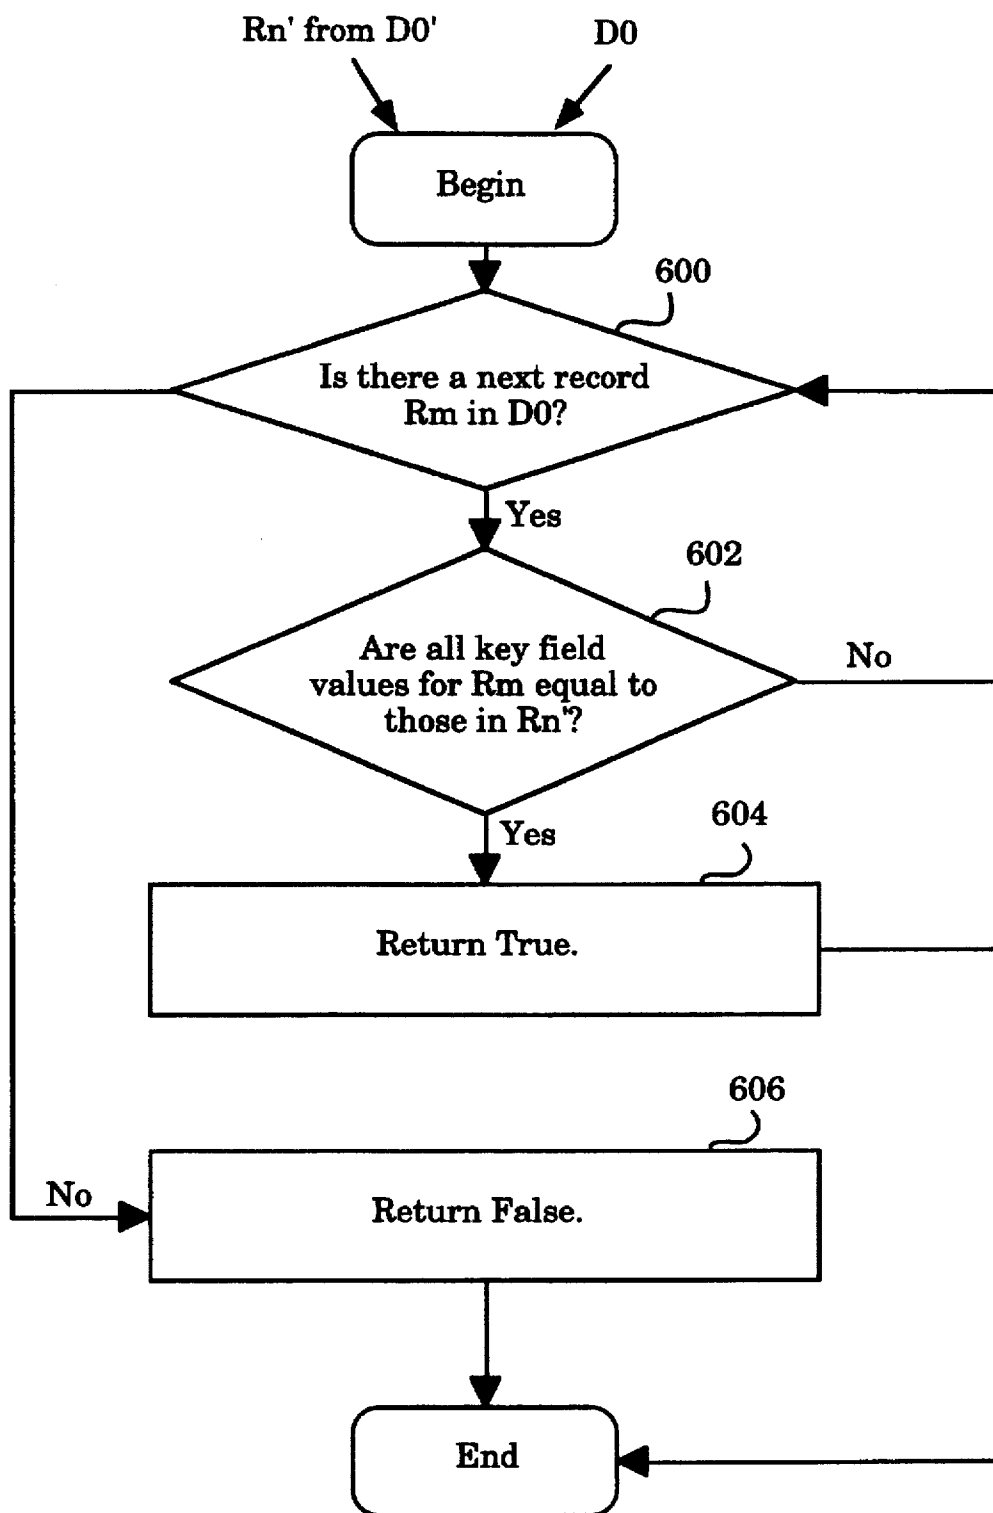 Rn' from D0'
D0
Begin
600
Is there a next record
Rm in D0?
Yes
602
Are all key field
values for Rm equal to
those in Rn'?
No
Yes
604
Return True.
606
No
Return False.
End